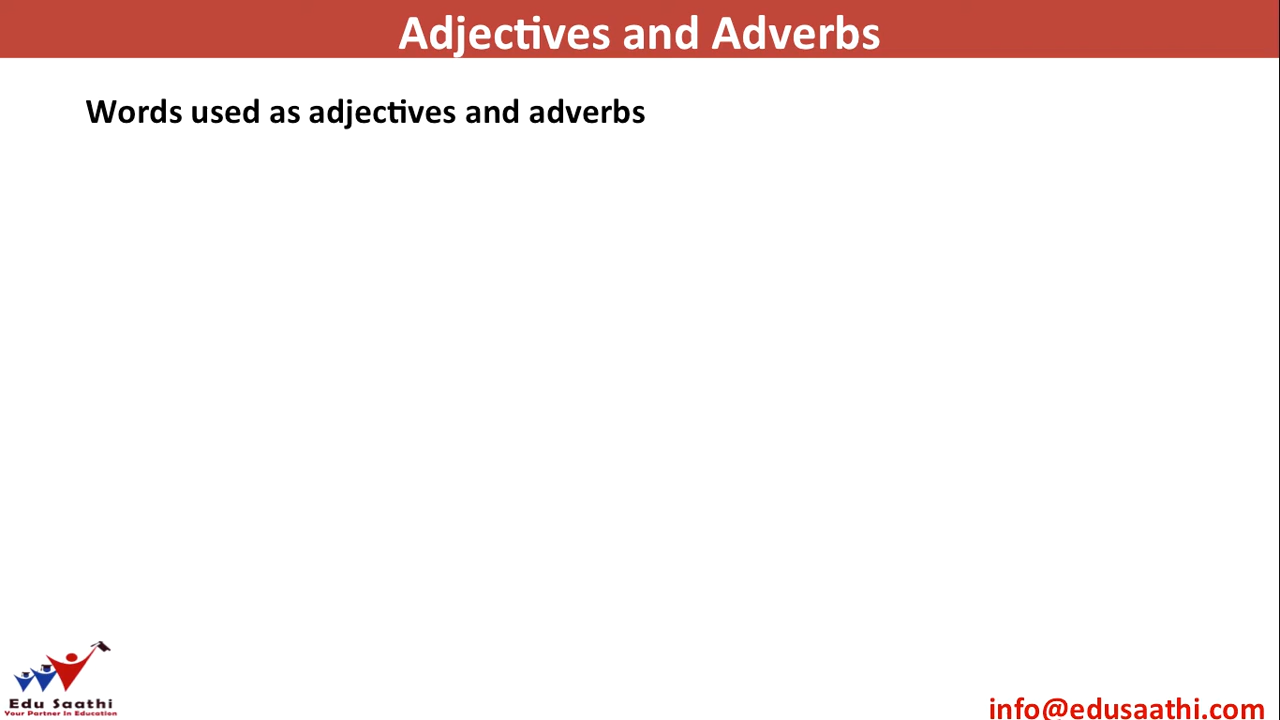 Adjectives and Adverbs
Words used as adjectives and adverbs
Edu Saathi
Your Partner In Education
info@edusaathi.com